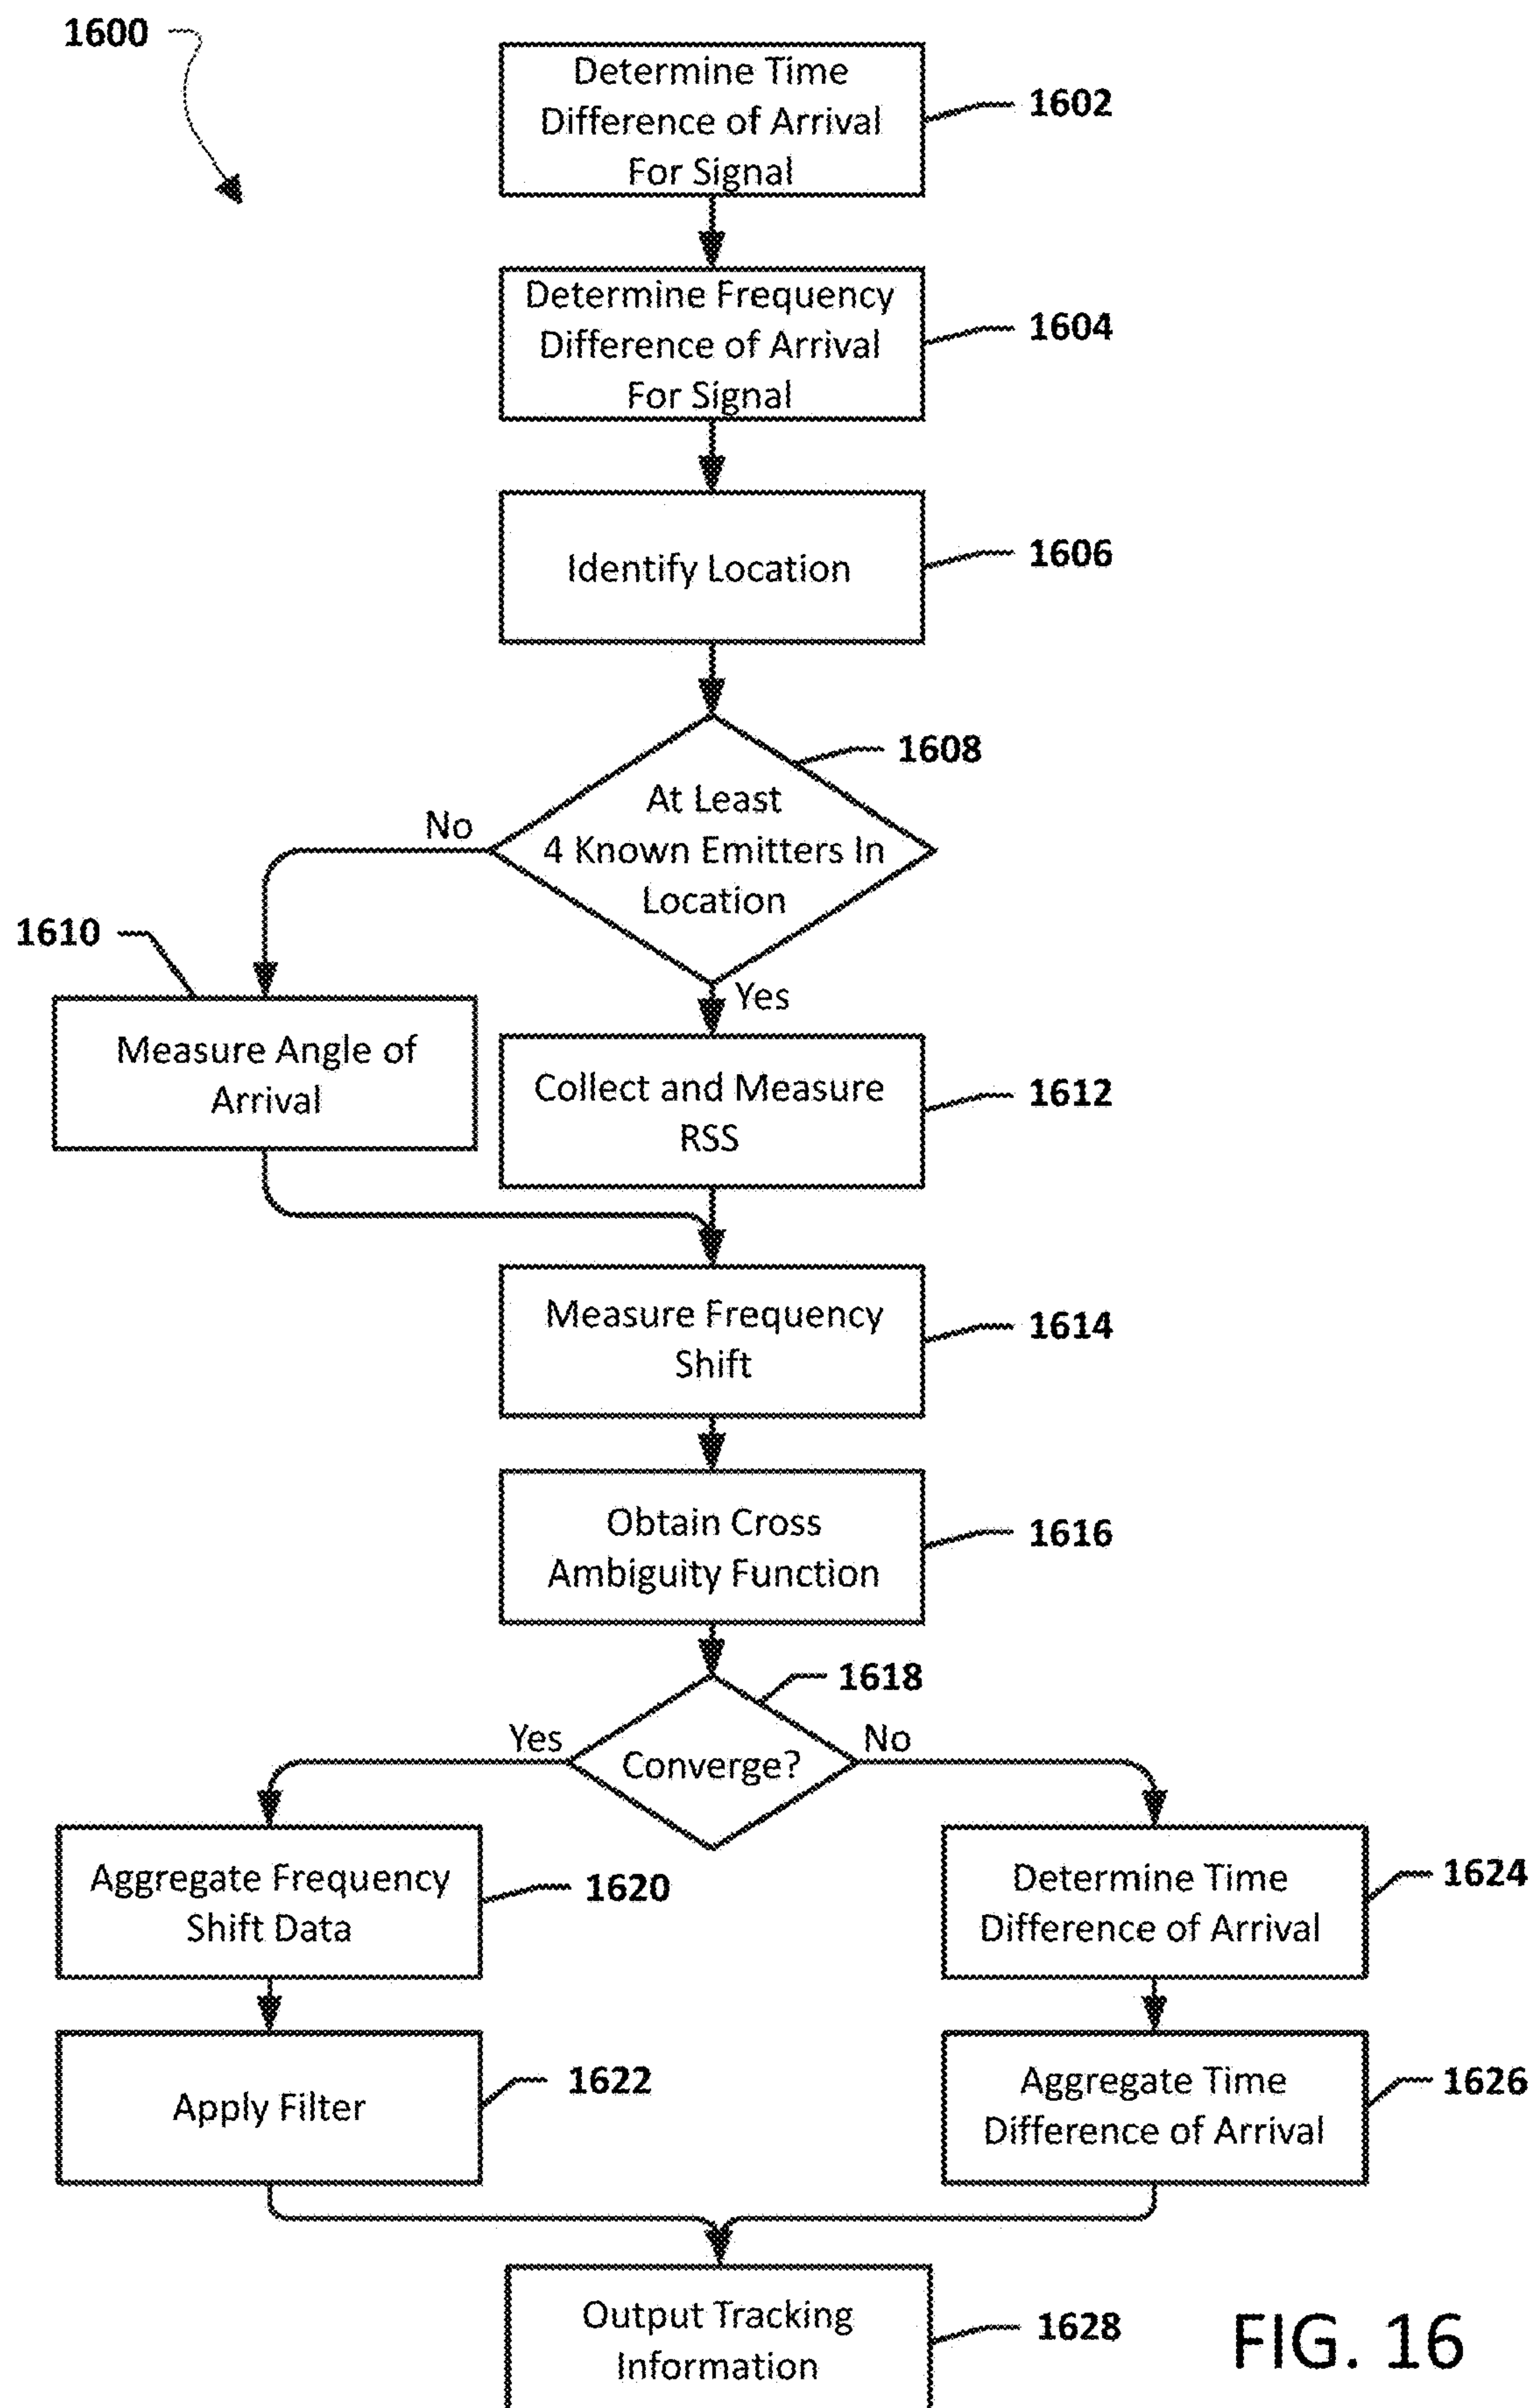 1600
Determine Time
Difference of Arrival
For Signal
1602
Determine Frequency
Difference of Arrival
For Signal
1604
Identify Location
1606
1608
At Least
4 Known Emitters In
Location
No
Yes
1610
Measure Angle of
Arrival
Collect and Measure
RSS
1612
Measure Frequency
Shift
1614
Obtain Cross
Ambiguity Function
1616
1618
Converge?
Yes
No
Aggregate Frequency
Shift Data
1620
Determine Time
Difference of Arrival
1624
Apply Filter
1622
Aggregate Time
Difference of Arrival
1626
Output Tracking
Information
1628
FIG. 16